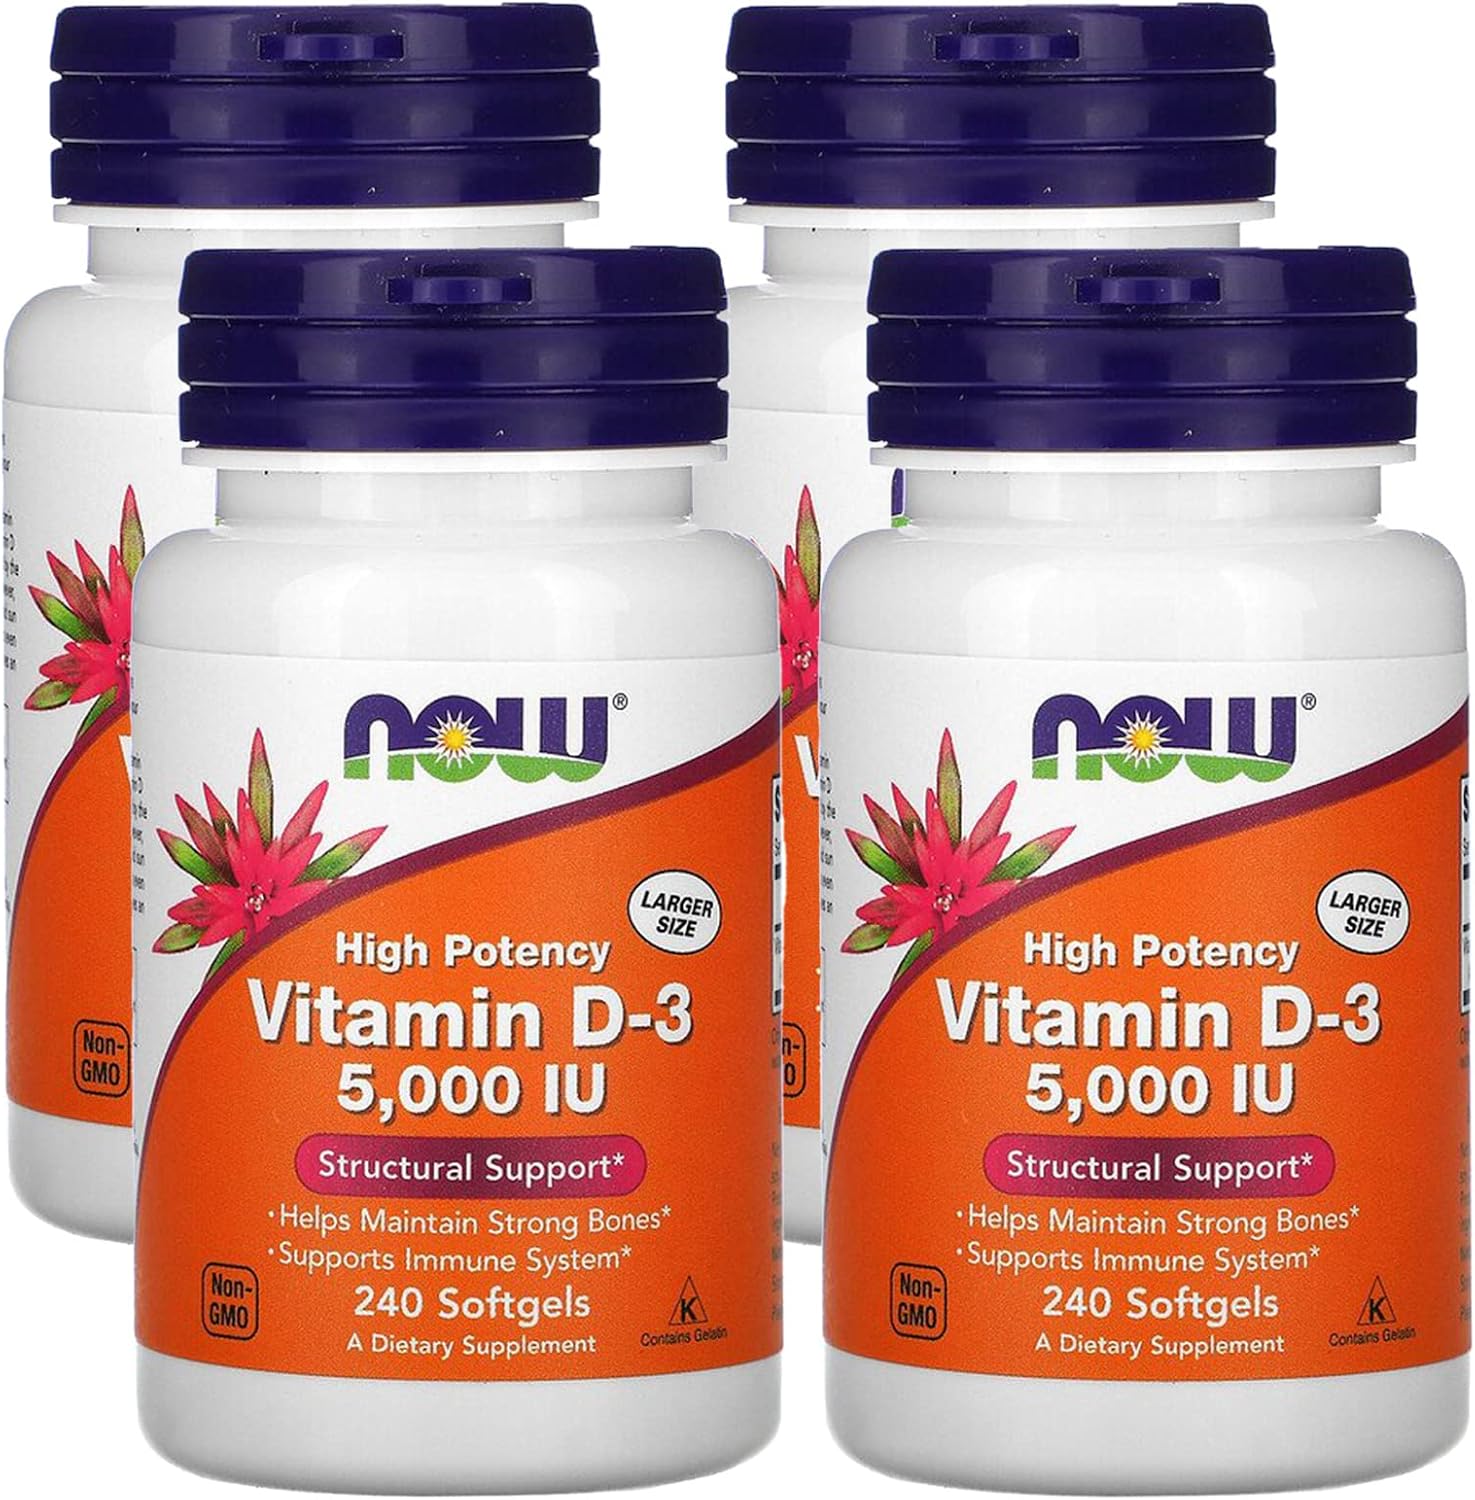 now®
LARGER
SIZE
High Potency
Vitamin D-3
5,000 IU
Structural Support*
• Helps Maintain Strong Bones*
• Supports Immune System*
240 Softgels
A Dietary Supplement
Non-
GMO
K
Contains Gelatin
now®
LARGER
SIZE
High Potency
Vitamin D-3
5,000 IU
Structural Support*
• Helps Maintain Strong Bones*
• Supports Immune System*
240 Softgels
A Dietary Supplement
Non-
GMO
K
Contains Gelatin
Non-
GMO